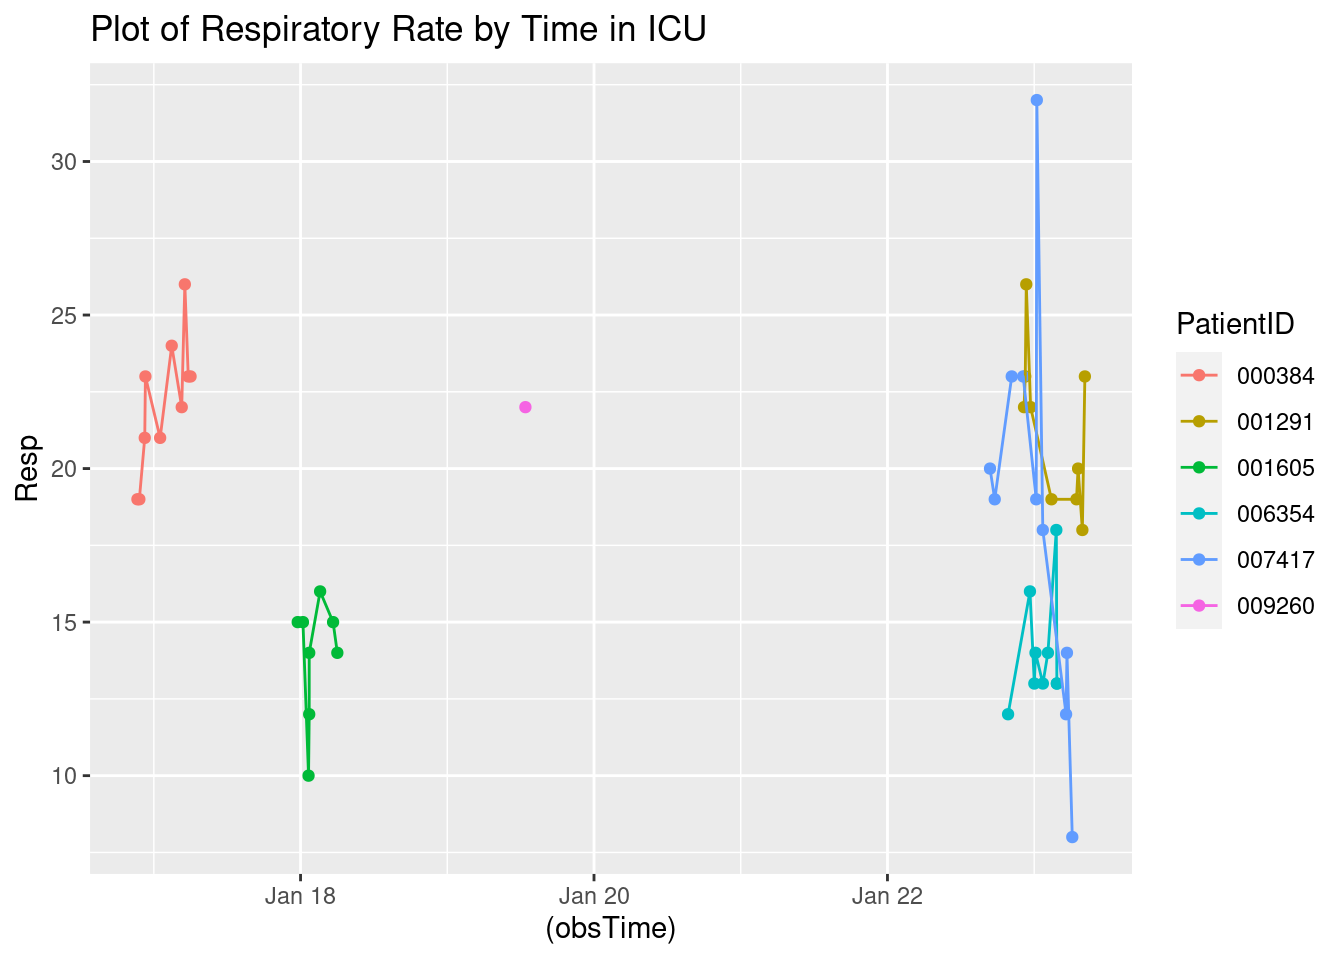 Plot of Respiratory Rate by Time in ICU
Resp
30
25
20
15
10
Jan 18
Jan 20
Jan 22
(obsTime)
PatientID
000384
001291
001605
006354
007417
009260